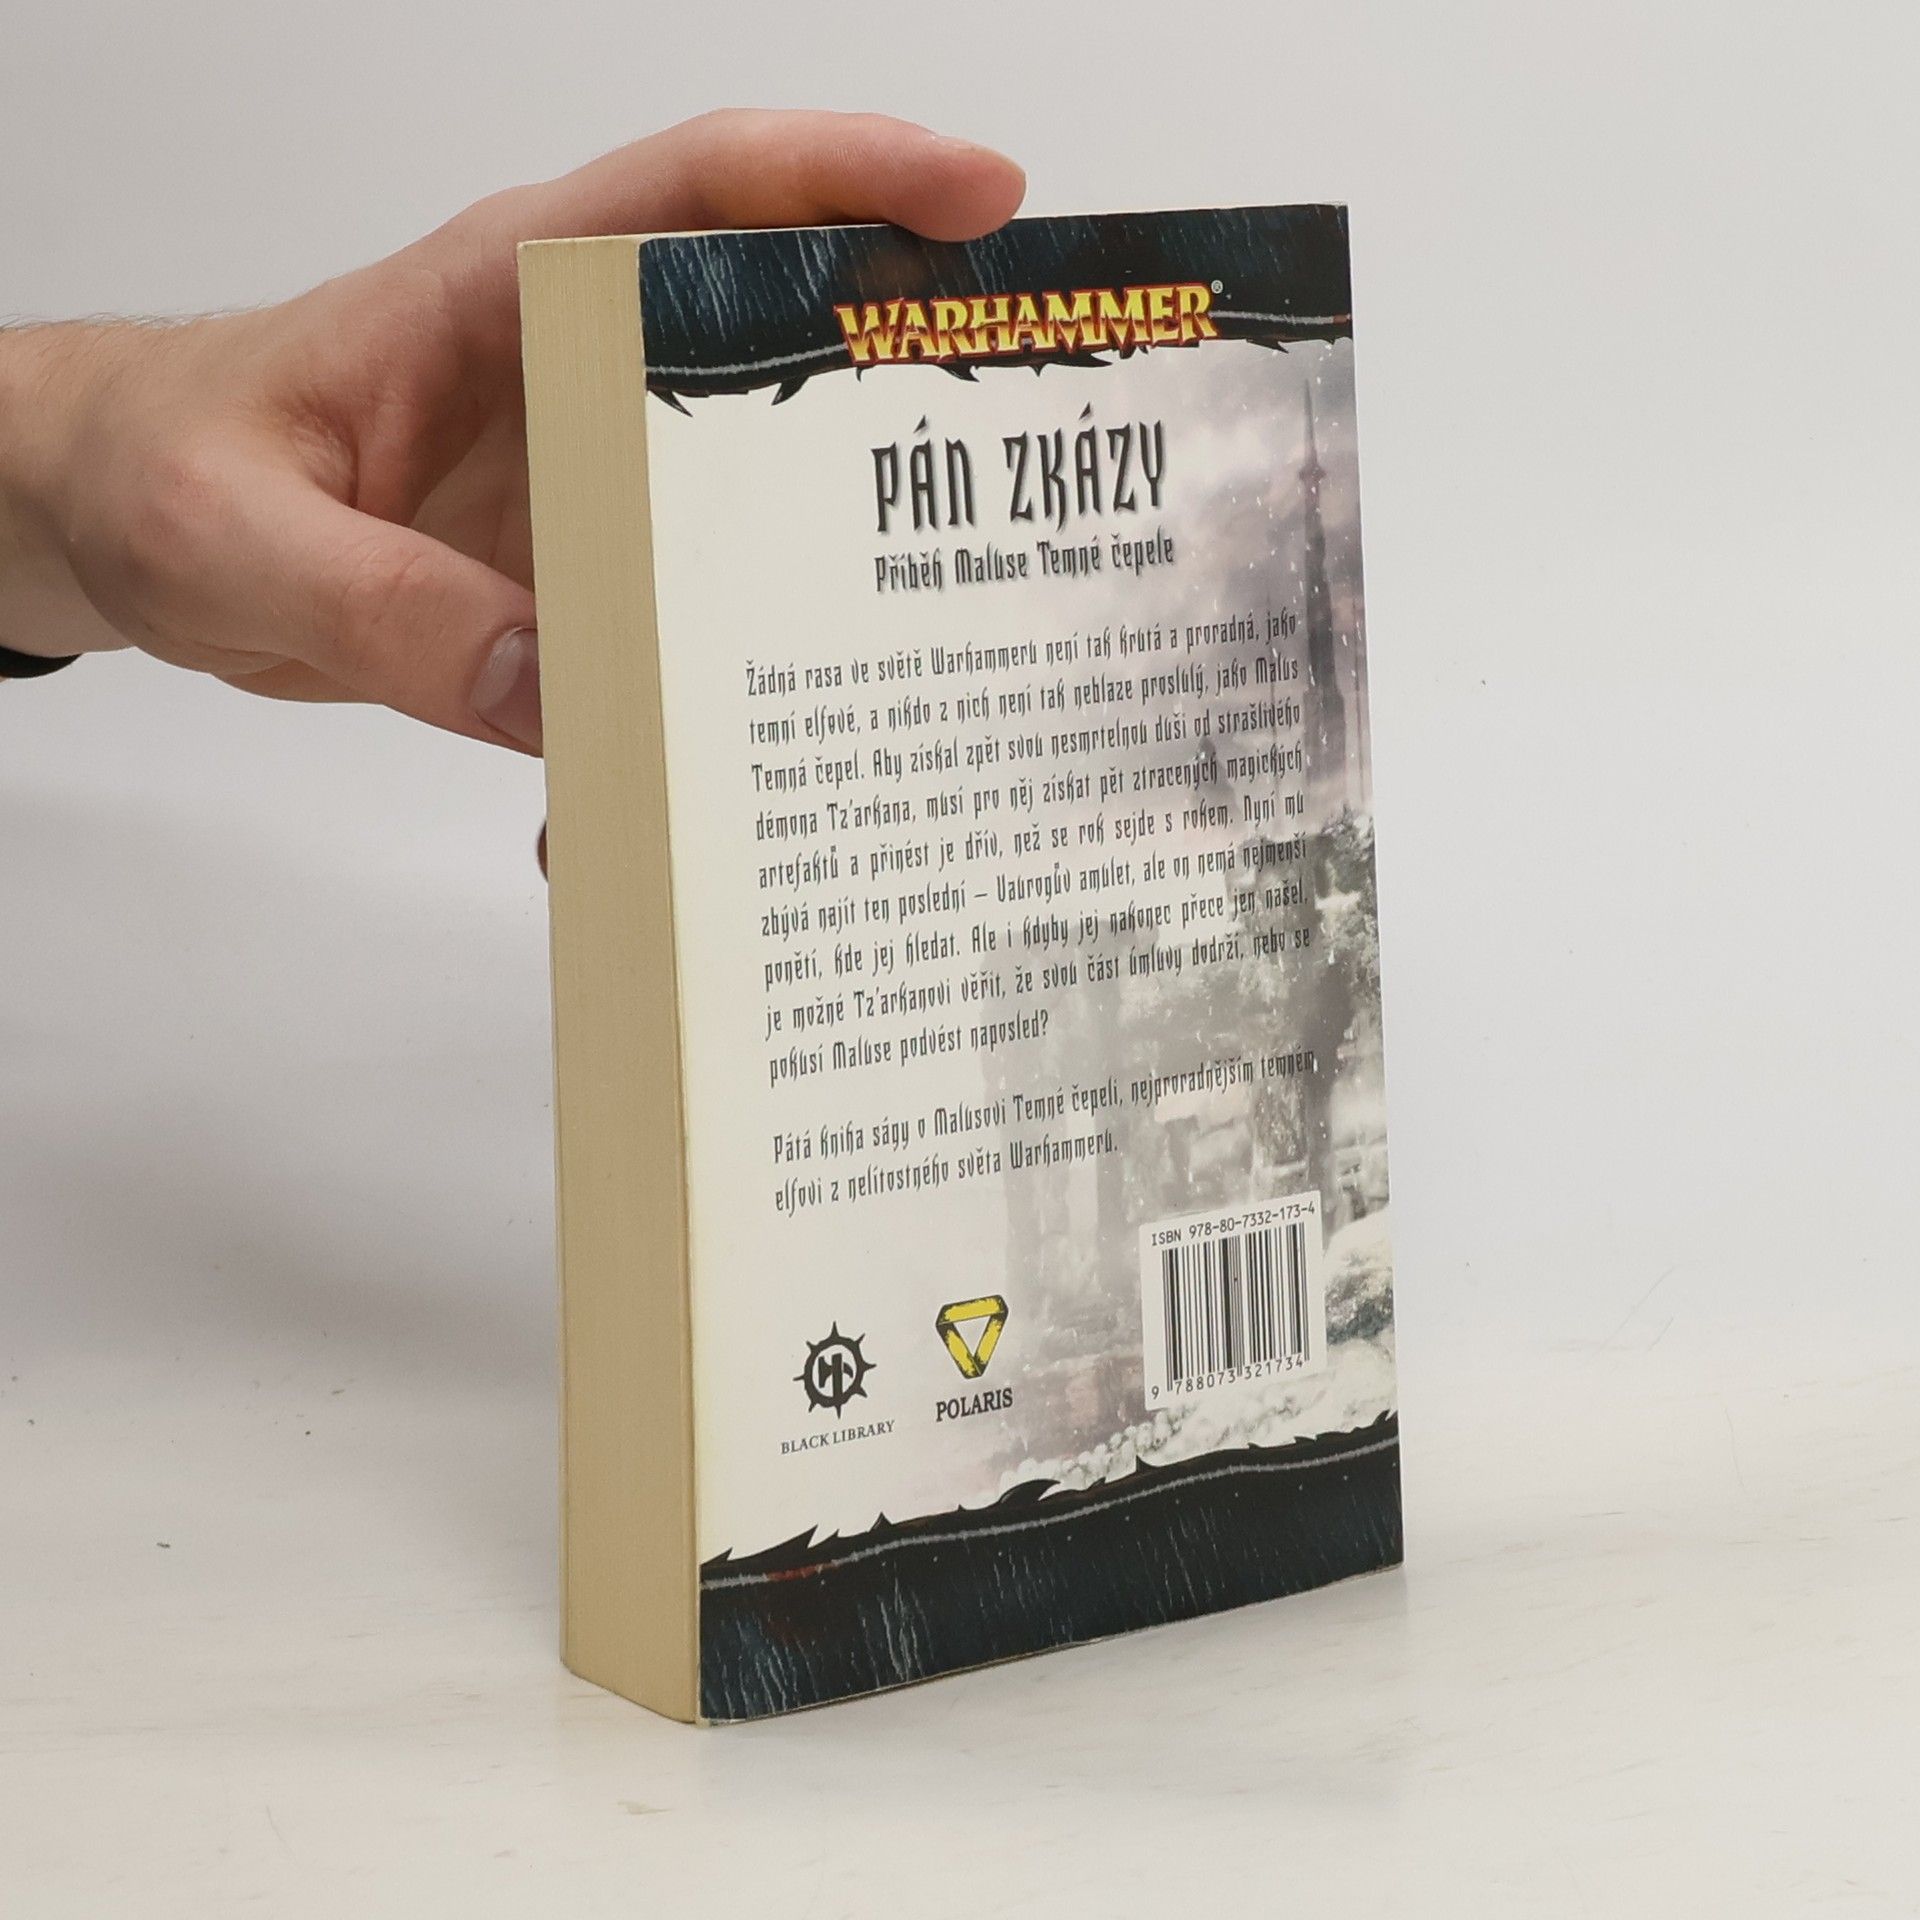 WARHAMMER®
PÁN ZKÁZY
Příběh Maluse Temné čepele
Žádná rasa ve světě Warhammeru není tak krutá a proradná, jako
temní elfové, a nikdo z nich není tak neblaze proslulý, jako Malus
Temná čepel. Aby získal zpět svou nesmrtelnou duši od strašlivého
démona Tz'arkana, musí pro něj získat pět ztracených magických
artefaktů a přinést je dřív, než se rok sejde s rokem. Nyní mu
zbývá najít ten poslední – Vaurogův amulet, ale on nemá nejmenší
ponětí, kde jej hledat. Ale i kdyby jej nakonec přece jen našel,
je možné Tz'arkanovi věřit, že svou část úmluvy dodrží, nebo se
pokusí Maluse podvést naposled?
Pátá kniha ságy o Malusovi Temné čepeli, nejproradnějším temném
elfovi z nelítostného světa Warhammeru.
ISBN 978-80-7332-173-4
9 788073 321734
BLACK LIBRARY
POLARIS